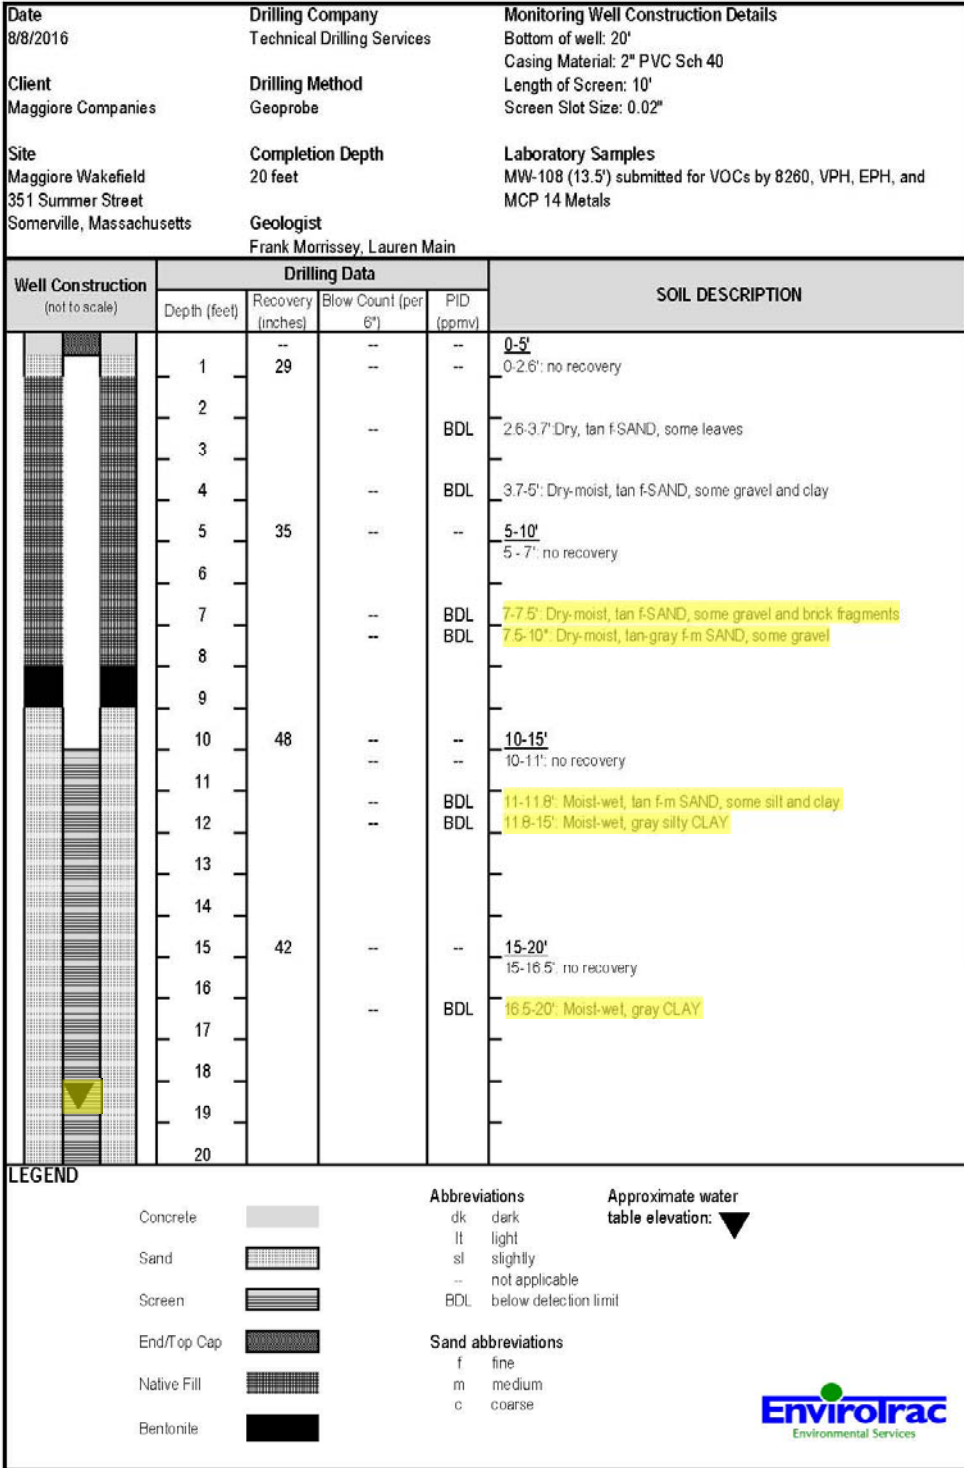 Date Drilling Company Monitoring Well Construction Details
8/8/2016 Technical Drilling Services Bottom of well: 20'
Casing Material: 2" PVC Sch 40
Client Drilling Method Length of Screen: 10'
Maggiore Companies Geoprobe Screen Slot Size: 0.02"
Site Completion Depth Laboratory Samples
Maggiore Wakefield 20 feet MW-108 (13.5') submitted for VOCs by 8260, VPH, EPH, and
351 Summer Street MCP 14 Metals
Somerville, Massachusetts Geologist
Frank Morrissey, Lauren Main
Well Construction Drilling Data SOIL DESCRIPTION
(not to scale) Depth (feet) Recovery (inches) Blow Count (per 6") PID (ppmv)
-- -- -- 0-5'
1 29 -- -- 0-2.6': no recovery
2
-- BDL 2.6-3.7':Dry, tan f-SAND, some leaves
3
4 -- BDL 3.7-5': Dry-moist, tan f-SAND, some gravel and clay
5 35 -- -- 5-10'
5 - 7': no recovery
6
7 -- BDL 7-7.5': Dry-moist, tan f-SAND, some gravel and brick fragments
-- BDL 7.5-10": Dry-moist, tan-gray f-m SAND, some gravel
8
9
10 48 -- -- 10-15'
-- -- 10-11': no recovery
11
-- BDL 11-11.8': Moist-wet, tan f-m SAND, some silt and clay
12 -- BDL 11.8-15': Moist-wet, gray silty CLAY
13
14
15 42 -- -- 15-20'
15-16.5': no recovery
16
-- BDL 16.5-20': Moist-wet, gray CLAY
17
18
19
20
LEGEND
Abbreviations Approximate water
Concrete dk dark table elevation:
lt light
Sand sl slightly
-- not applicable
Screen BDL below detection limit
End/Top Cap Sand abbreviations
f fine
Native Fill m medium
c coarse
Bentonite
EnviroTrac
Environmental Services